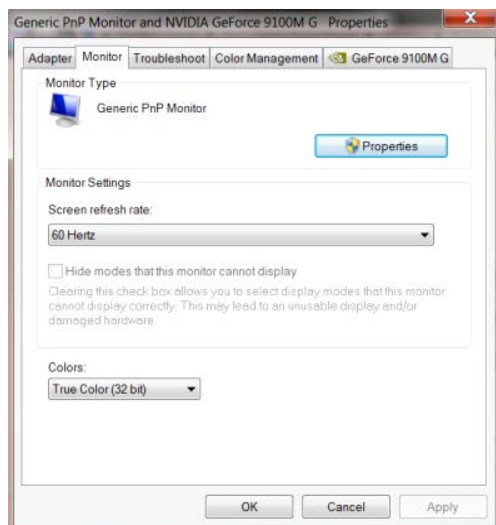 Generic PnP Monitor and NVIDIA GeForce 9100M G Properties
Adapter Monitor Troubleshoot Color Management GeForce 9100M G
Monitor Type
Generic PnP Monitor
Properties
Monitor Settings
Screen refresh rate:
60 Hertz
Hide modes that this monitor cannot display
Clearing this check box allows you to select display modes that this monitor
cannot display correctly. This may lead to an unusable display and/or
damaged hardware.
Colors:
True Color (32 bit)
OK Cancel Apply